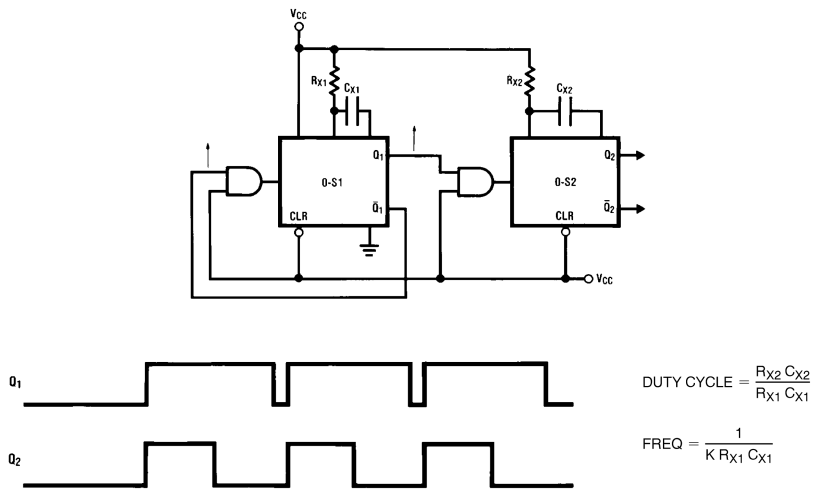 VCC
RX1
CX1
RX2
CX2
Q1
O-S1
Q̅1
CLR
Q2
O-S2
Q̅2
CLR
VCC
Q1
Q2
DUTY CYCLE = RX2 CX2 / RX1 CX1
FREQ = 1 / K RX1 CX1